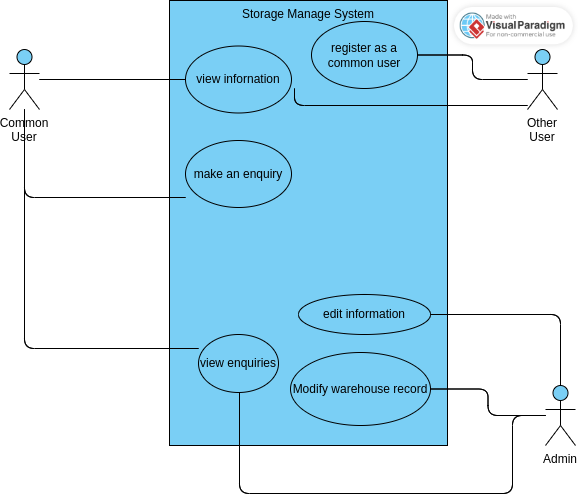 Storage Manage System
Made with
Visual Paradigm
For non-commercial use
register as a
common user
view infornation
Common
User
Other
User
make an enquiry
edit information
view enquiries
Modify warehouse record
Admin